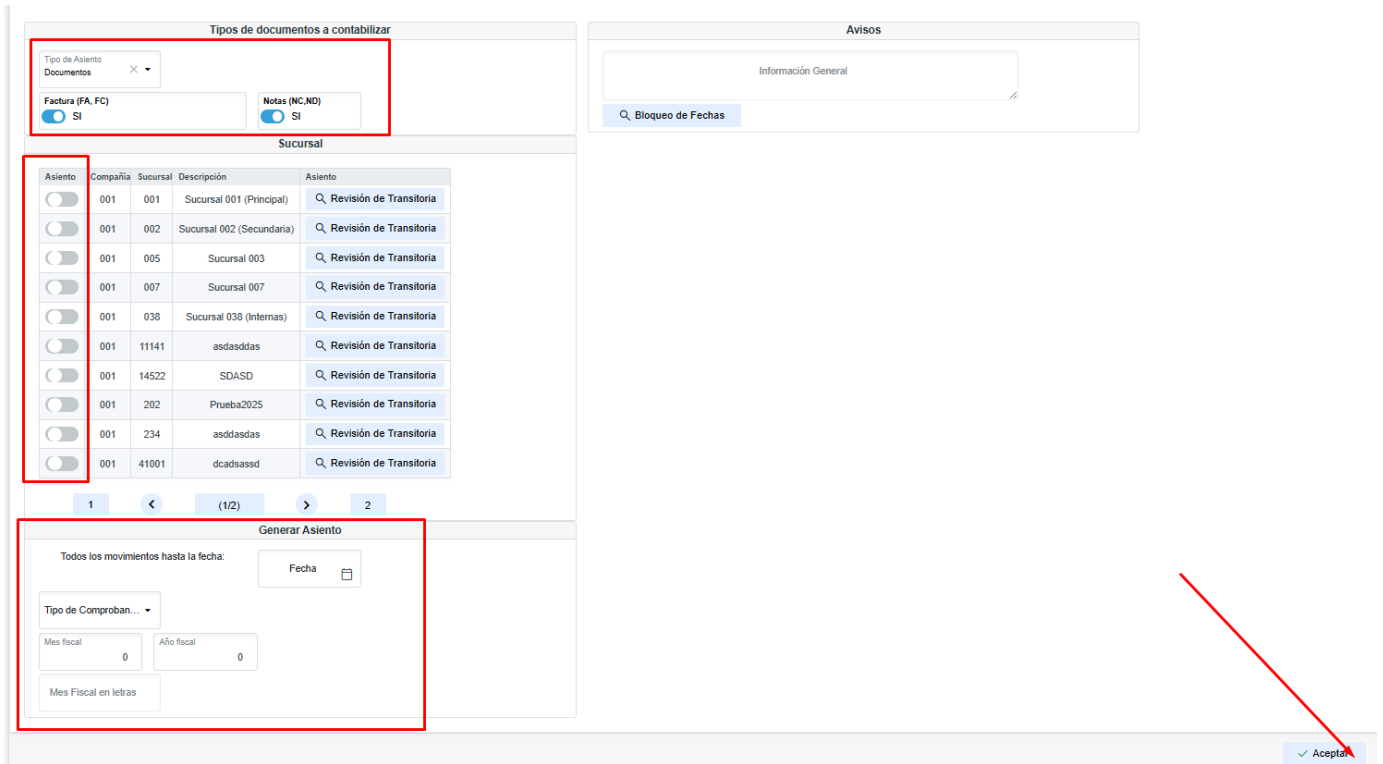 Tipos de documentos a contabilizar
Tipo de Asiento
Documentos
Factura (FA, FC)
SI
Notas (NC,ND)
SI
Avisos
Información General
Bloqueo de Fechas
Sucursal
Asiento Compañía Sucursal Descripción Asiento
001 001 Sucursal 001 (Principal) Revisión de Transitoria
001 002 Sucursal 002 (Secundaria) Revisión de Transitoria
001 005 Sucursal 003 Revisión de Transitoria
001 007 Sucursal 007 Revisión de Transitoria
001 038 Sucursal 038 (Internas) Revisión de Transitoria
001 11141 asdasddas Revisión de Transitoria
001 14522 SDASD Revisión de Transitoria
001 202 Prueba2025 Revisión de Transitoria
001 234 asddasdas Revisión de Transitoria
001 41001 dcadsassd Revisión de Transitoria
1 (1/2) 2
Generar Asiento
Todos los movimientos hasta la fecha:
Fecha
Tipo de Comproban...
Mes fiscal
0
Año fiscal
0
Mes Fiscal en letras
Aceptar